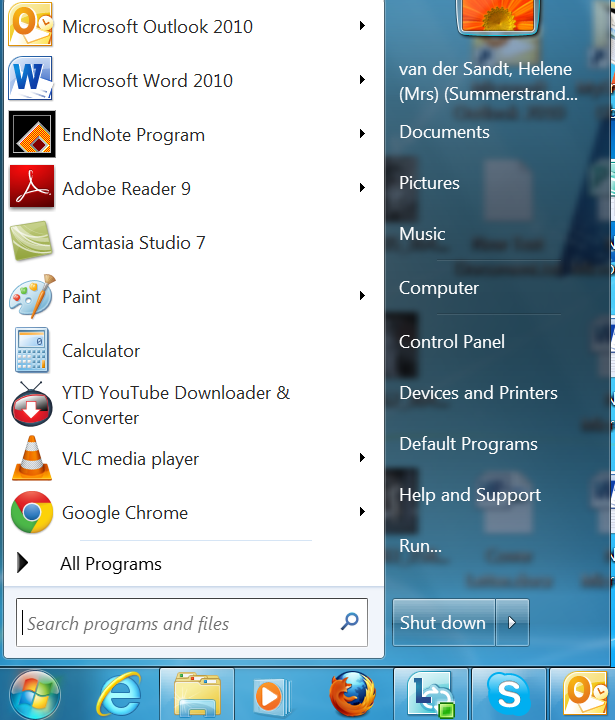 Microsoft Outlook 2010
Microsoft Word 2010
EndNote Program
Adobe Reader 9
Camtasia Studio 7
Paint
Calculator
YTD YouTube Downloader &
Converter
VLC media player
Google Chrome
All Programs
Search programs and files
van der Sandt, Helene
(Mrs) (Summerstrand...
Documents
Pictures
Music
Computer
Control Panel
Devices and Printers
Default Programs
Help and Support
Run...
Shut down